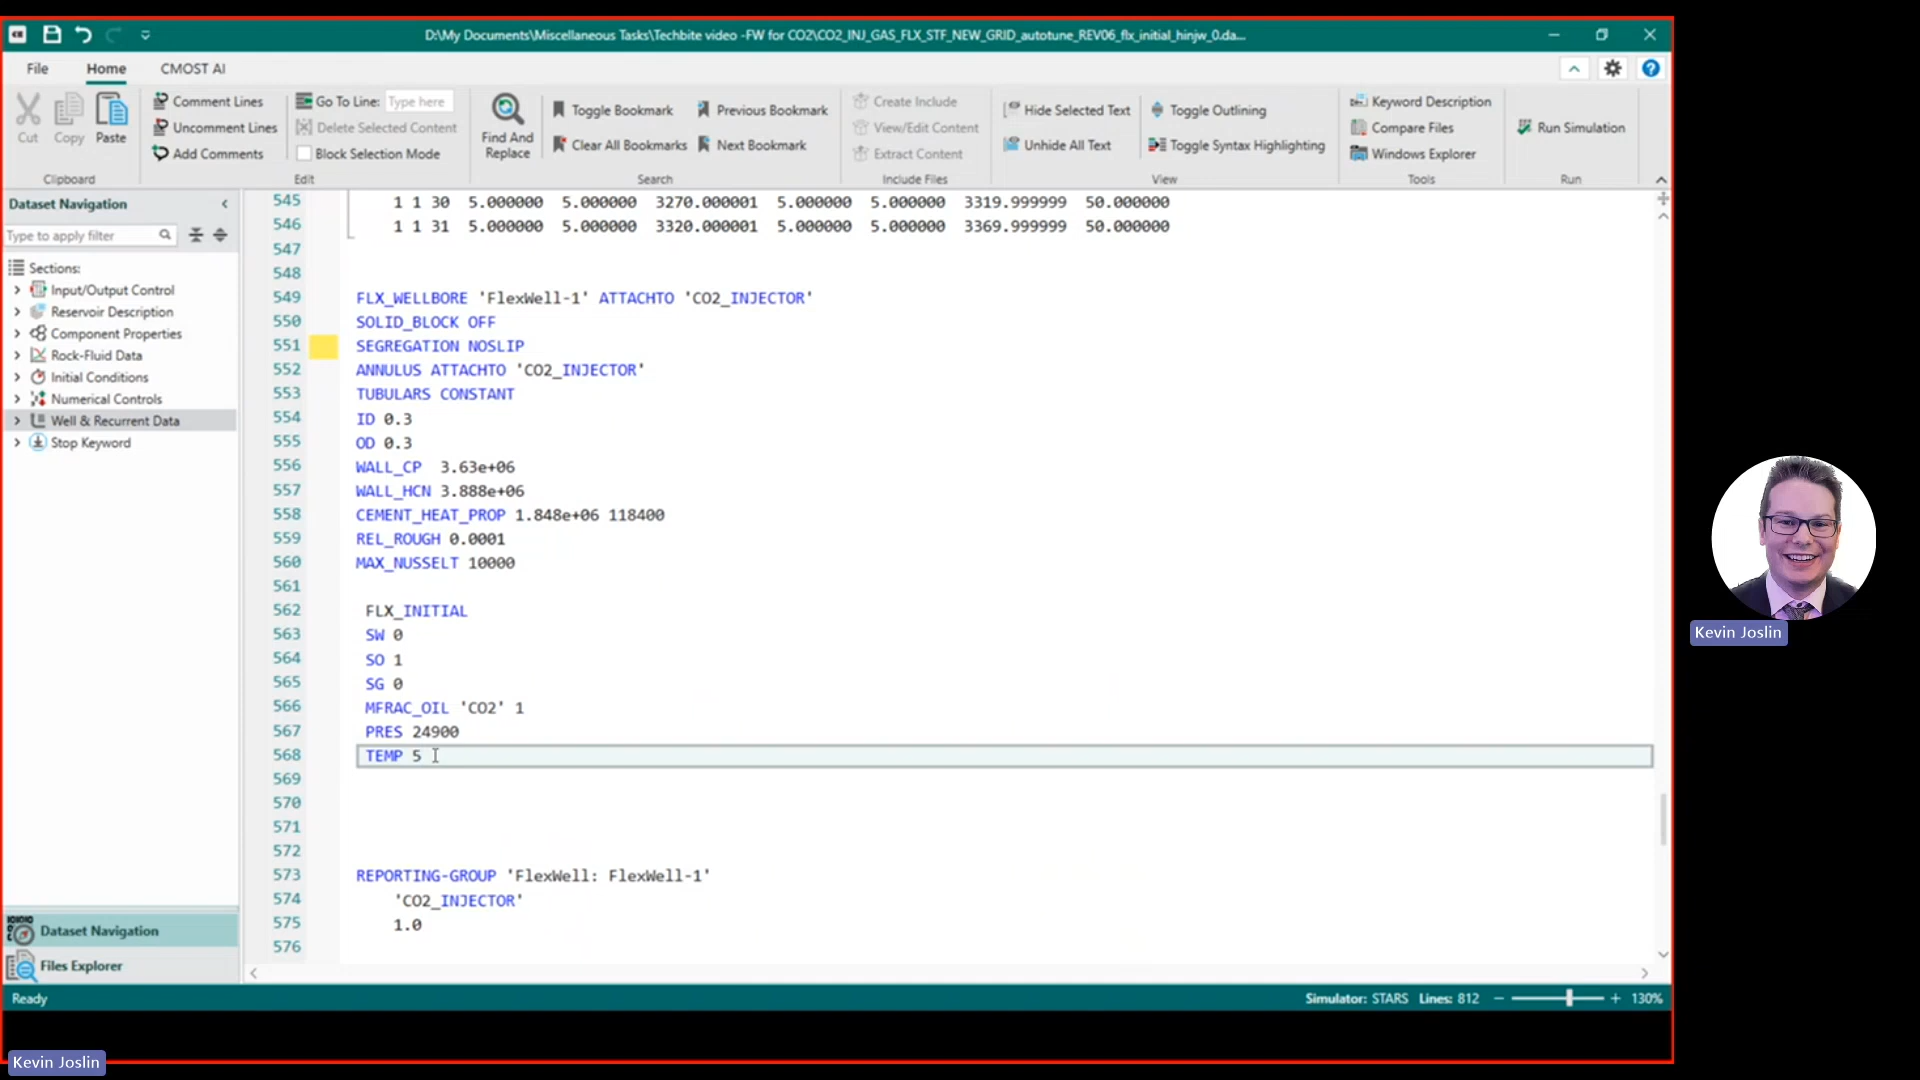 D:\My Documents\Miscellaneous Tasks\Techbite video -FW for CO2\CO2_INJ_GAS_FLX_STF_NEW_GRID_autotune_REV06_flx_initial_hinjw_0.da...
File Home CMOST AI
Cut Copy Paste
Clipboard
Comment Lines
Uncomment Lines
Add Comments
Go To Line: Type here
Delete Selected Content
Block Selection Mode
Edit
Find And
Replace
Toggle Bookmark
Previous Bookmark
Clear All Bookmarks
Next Bookmark
Search
Create Include
View/Edit Content
Extract Content
Include Files
Hide Selected Text
Unhide All Text
Toggle Outlining
Toggle Syntax Highlighting
View
Keyword Description
Compare Files
Windows Explorer
Tools
Run Simulation
Run
Dataset Navigation
Type to apply filter
Sections:
Input/Output Control
Reservoir Description
Component Properties
Rock-Fluid Data
Initial Conditions
Numerical Controls
Well & Recurrent Data
Stop Keyword
Dataset Navigation
Files Explorer
545 1 1 30 5.000000 5.000000 3270.000001 5.000000 5.000000 3319.999999 50.000000
546 1 1 31 5.000000 5.000000 3320.000001 5.000000 5.000000 3369.999999 50.000000
547
548
549 FLX_WELLBORE 'FlexWell-1' ATTACHTO 'CO2_INJECTOR'
550 SOLID_BLOCK OFF
551 SEGREGATION NOSLIP
552 ANNULUS ATTACHTO 'CO2_INJECTOR'
553 TUBULARS CONSTANT
554 ID 0.3
555 OD 0.3
556 WALL_CP 3.63e+06
557 WALL_HCN 3.888e+06
558 CEMENT_HEAT_PROP 1.848e+06 118400
559 REL_ROUGH 0.0001
560 MAX_NUSSELT 10000
561
562 FLX_INITIAL
563 SW 0
564 SO 1
565 SG 0
566 MFRAC_OIL 'CO2' 1
567 PRES 24900
568 TEMP 5
569
570
571
572
573 REPORTING-GROUP 'FlexWell: FlexWell-1'
574 'CO2_INJECTOR'
575 1.0
576
Ready
Simulator: STARS Lines: 812 130%
Kevin Joslin
Kevin Joslin